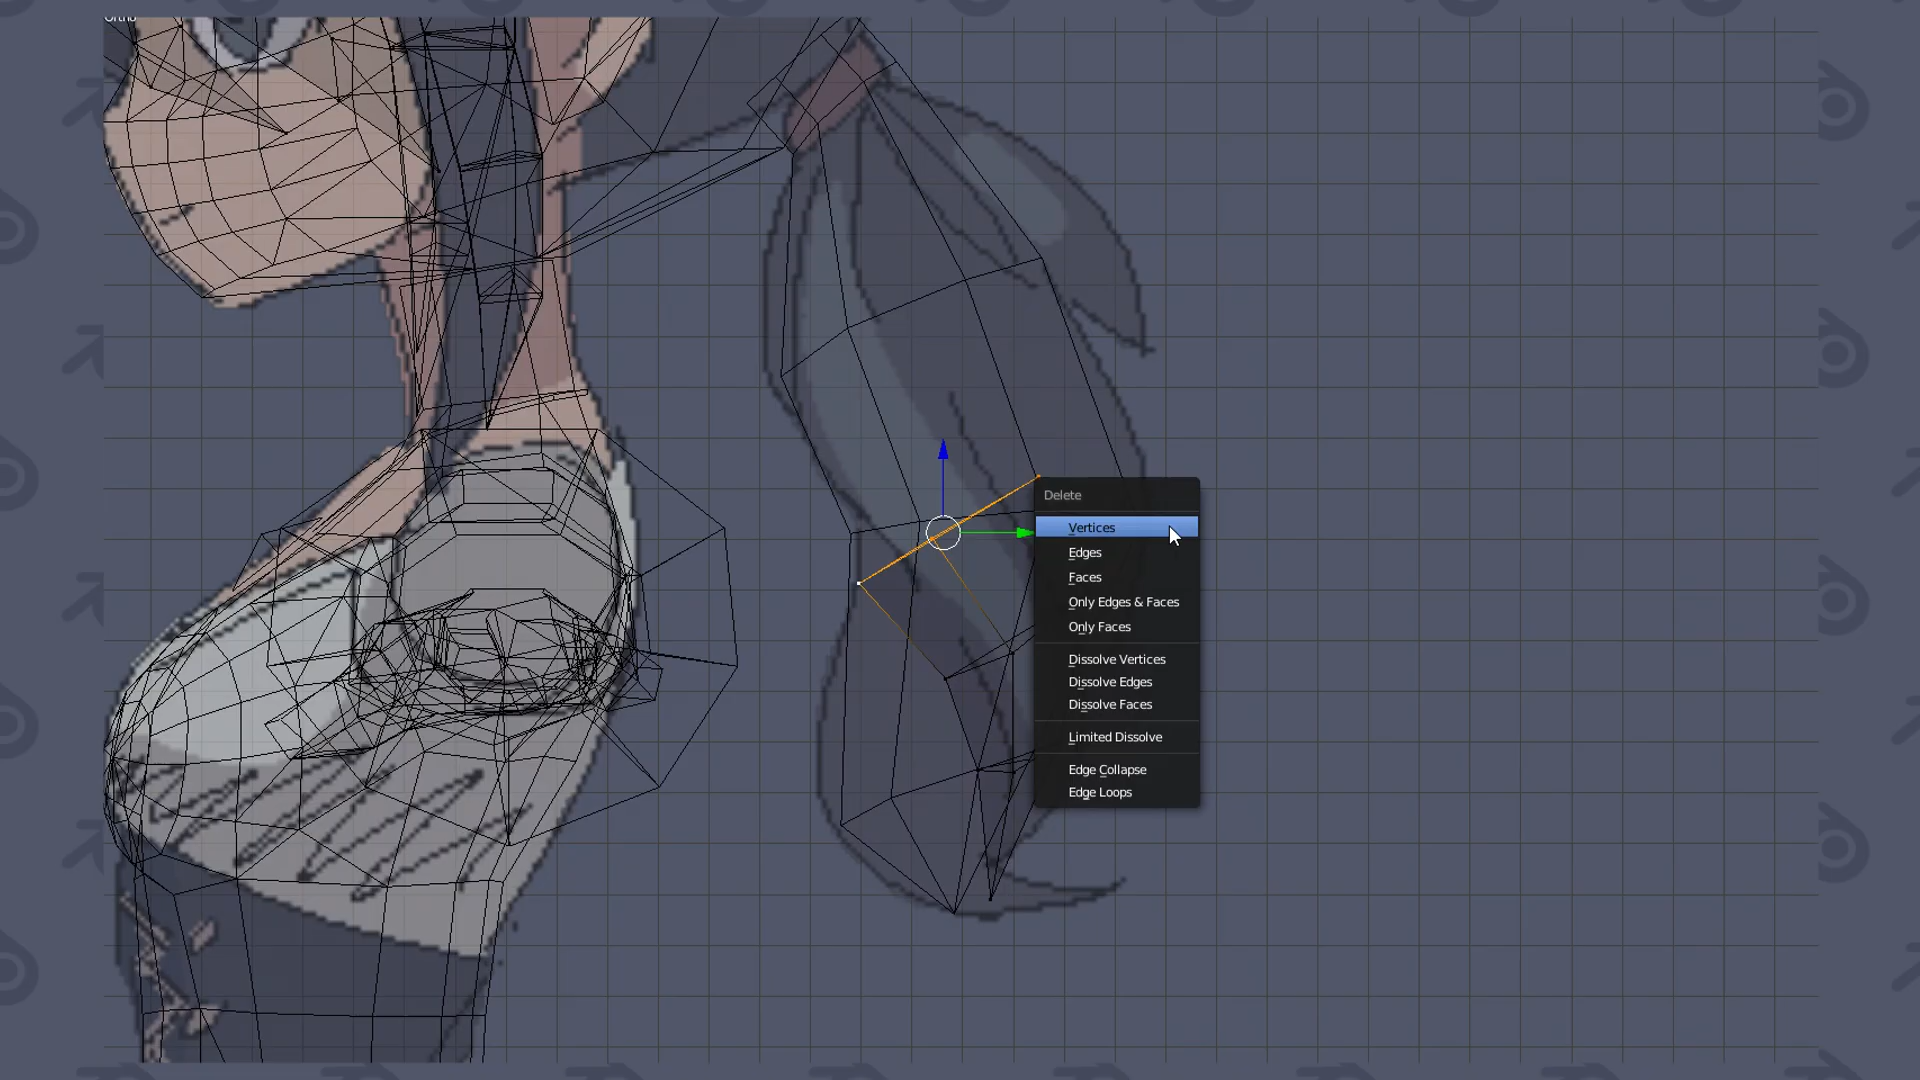 Ortho
Delete
Vertices
Edges
Faces
Only Edges & Faces
Only Faces
Dissolve Vertices
Dissolve Edges
Dissolve Faces
Limited Dissolve
Edge Collapse
Edge Loops